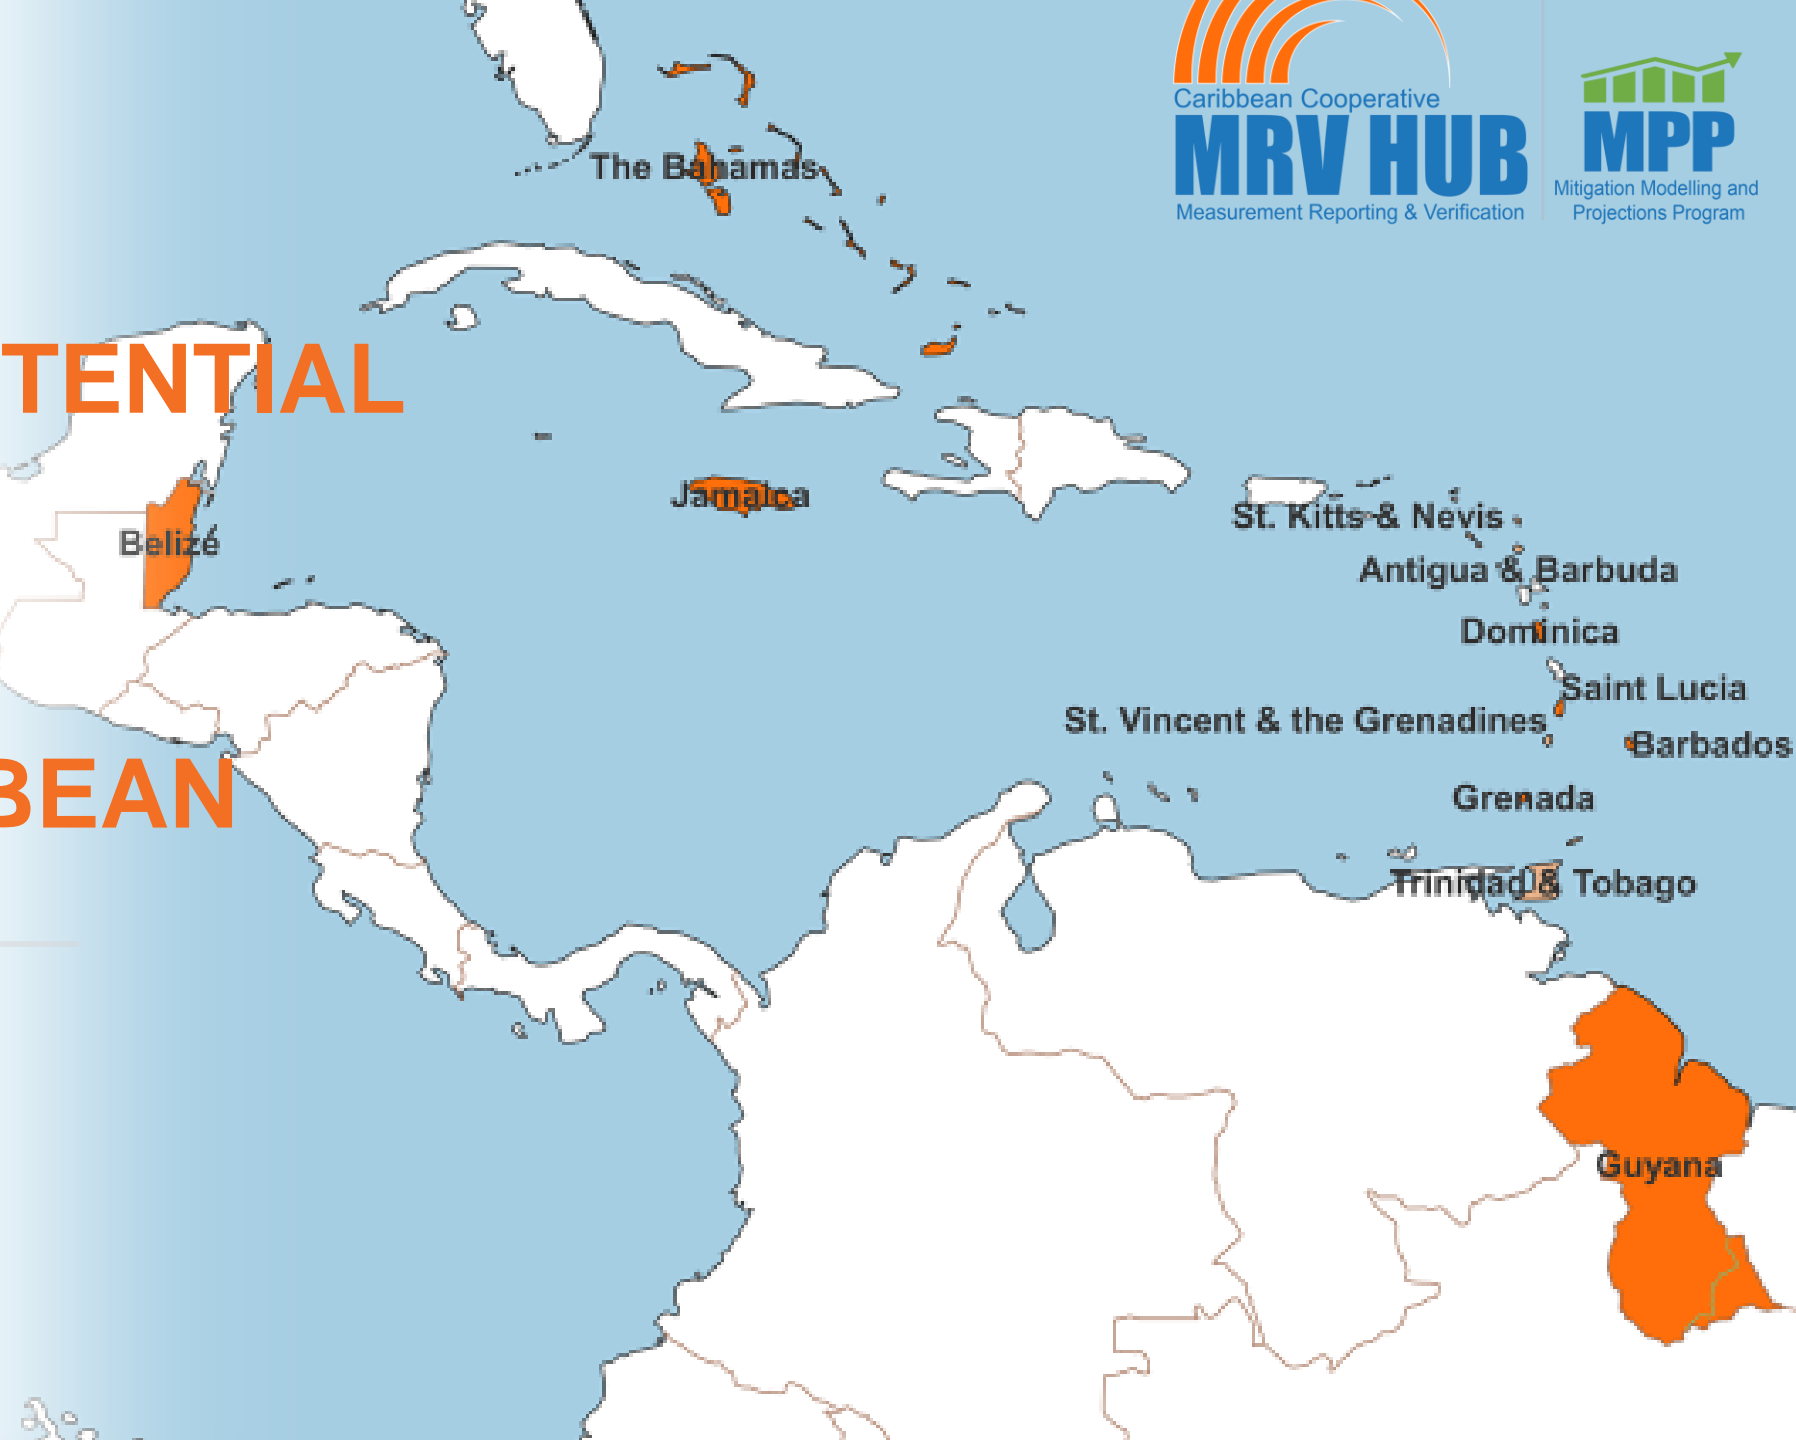 Caribbean Cooperative
MRV HUB
Measurement Reporting & Verification
MPP
Mitigation Modelling and
Projections Program
The Bahamas
TENTIAL
Jamaica
Belize
St. Kitts & Nevis
Antigua & Barbuda
Dominica
Saint Lucia
St. Vincent & the Grenadines
Barbados
BEAN
Grenada
Trinidad & Tobago
Guyana